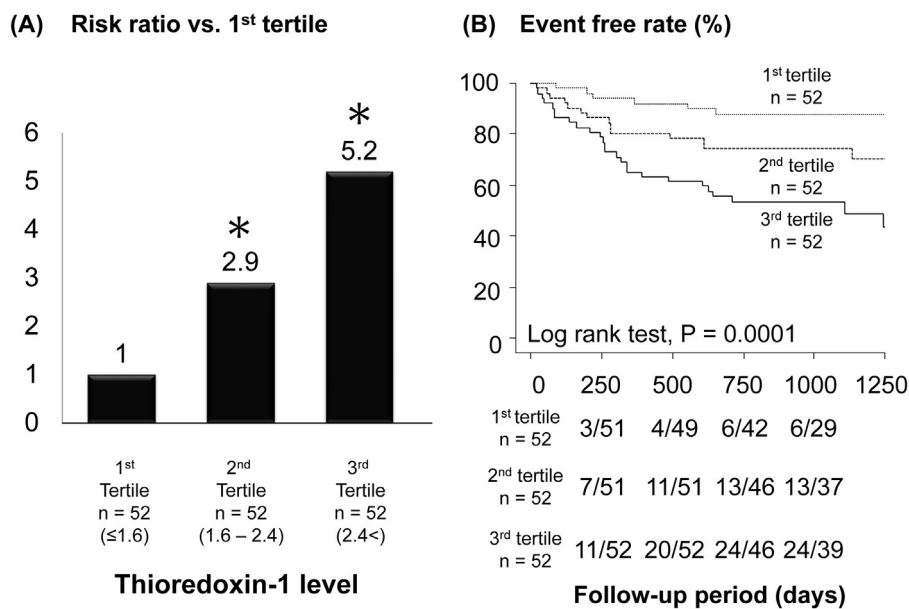 (A) Risk ratio vs. 1st tertile
6
5
4
3
2
1
0
1
*
2.9
*
5.2
1st
Tertile
n = 52
(≤1.6)
2nd
Tertile
n = 52
(1.6 – 2.4)
3rd
Tertile
n = 52
(2.4<)
Thioredoxin-1 level
(B) Event free rate (%)
100
80
60
40
20
0
1st tertile
n = 52
2nd tertile
n = 52
3rd tertile
n = 52
Log rank test, P = 0.0001
0 250 500 750 1000 1250
1st tertile
n = 52
3/51 4/49 6/42 6/29
2nd tertile
n = 52
7/51 11/51 13/46 13/37
3rd tertile
n = 52
11/52 20/52 24/46 24/39
Follow-up period (days)